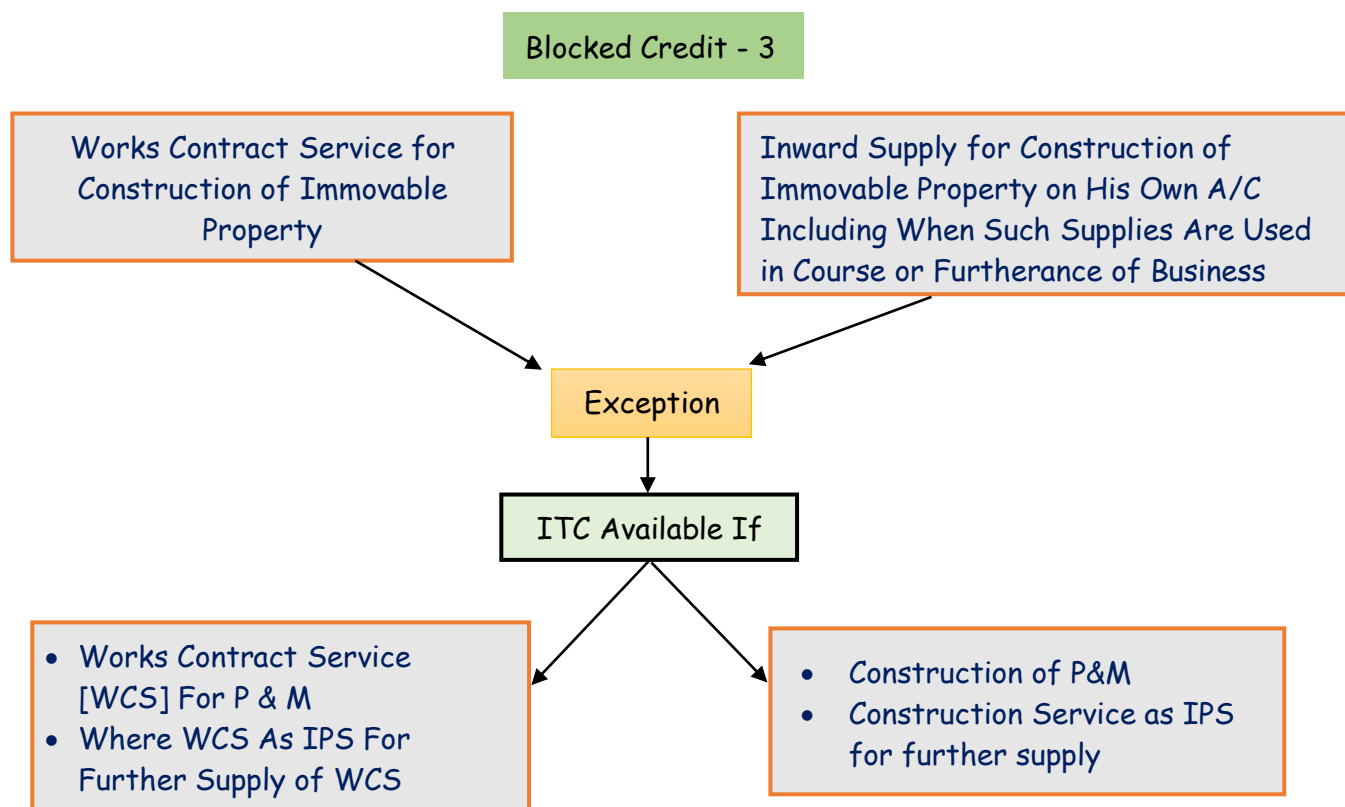 Blocked Credit - 3
Works Contract Service for
Construction of Immovable
Property
Inward Supply for Construction of
Immovable Property on His Own A/C
Including When Such Supplies Are Used
in Course or Furtherance of Business
Exception
ITC Available If
• Works Contract Service
[WCS] For P & M
• Where WCS As IPS For
Further Supply of WCS
• Construction of P&M
• Construction Service as IPS
for further supply